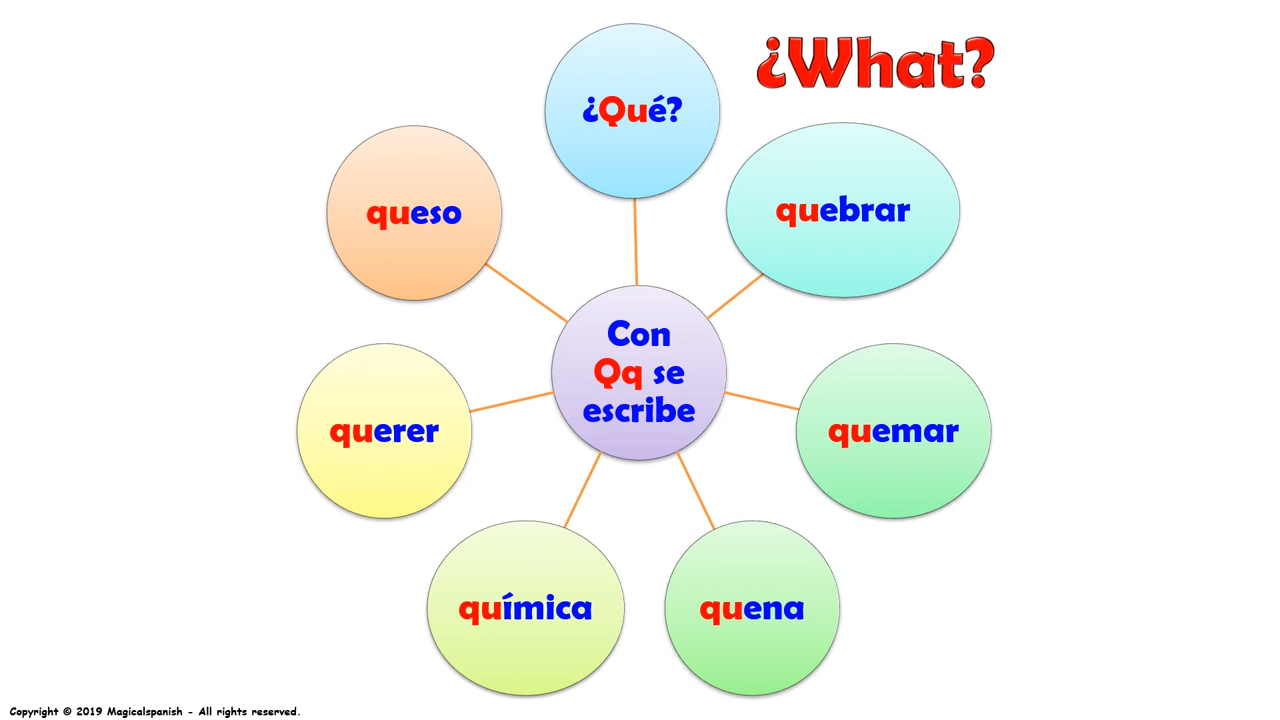 ¿What?
¿Qué?
quebrar
quemar
quena
química
querer
queso
Con
Qq se
escribe
Copyright © 2019 Magicalspanish - All rights reserved.